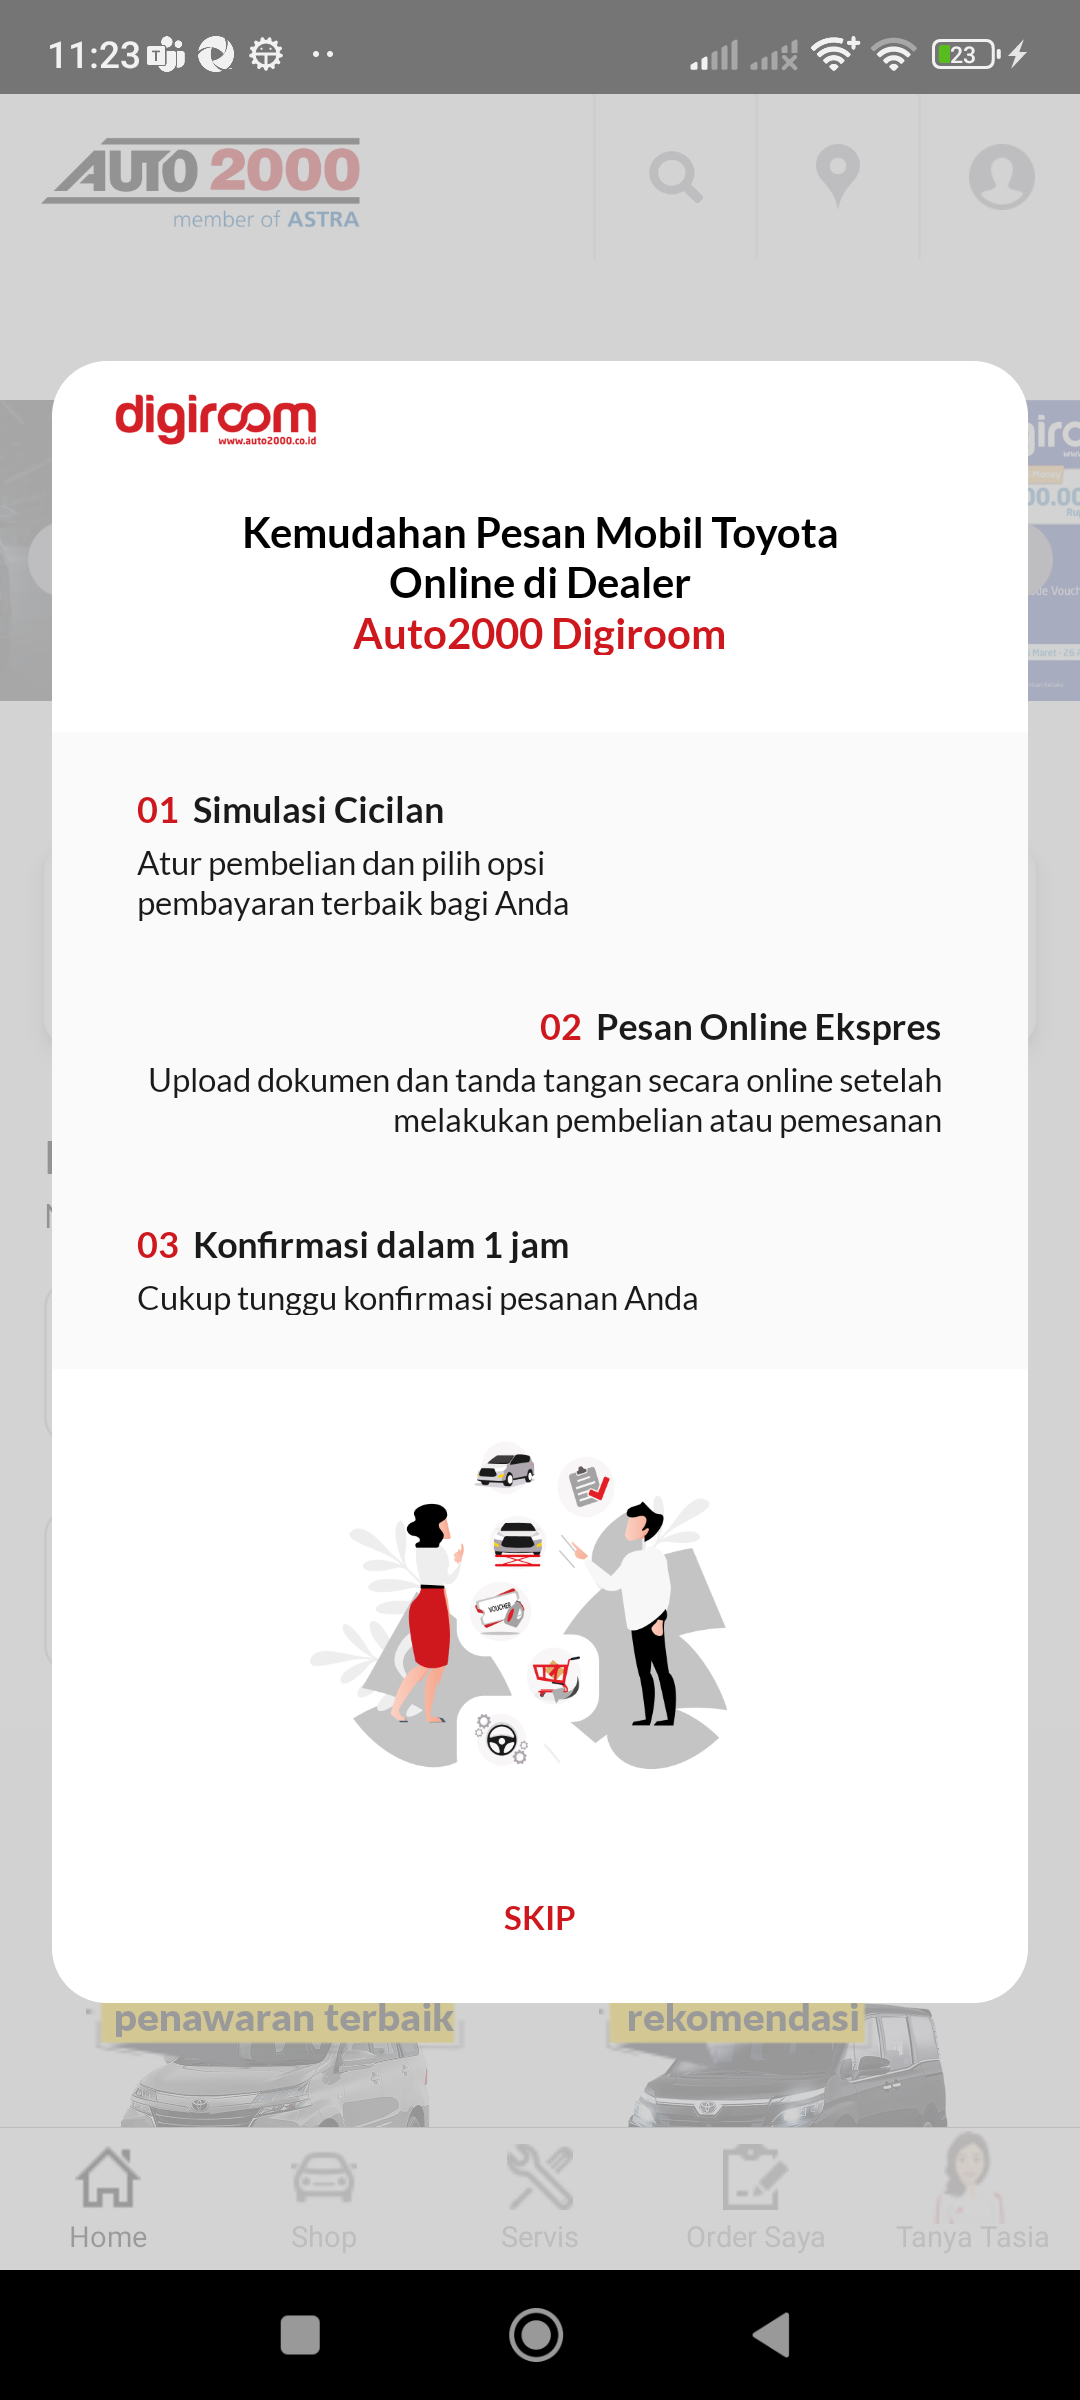 11:23
23
AUTO 2000
member of ASTRA
digiroom
www.auto2000.co.id
Kemudahan Pesan Mobil Toyota
Online di Dealer
Auto2000 Digiroom
01 Simulasi Cicilan
Atur pembelian dan pilih opsi
pembayaran terbaik bagi Anda
02 Pesan Online Ekspres
Upload dokumen dan tanda tangan secara online setelah
melakukan pembelian atau pemesanan
03 Konfirmasi dalam 1 jam
Cukup tunggu konfirmasi pesanan Anda
VOUCHER
SKIP
penawaran terbaik
rekomendasi
Home
Shop
Servis
Order Saya
Tanya Tasia